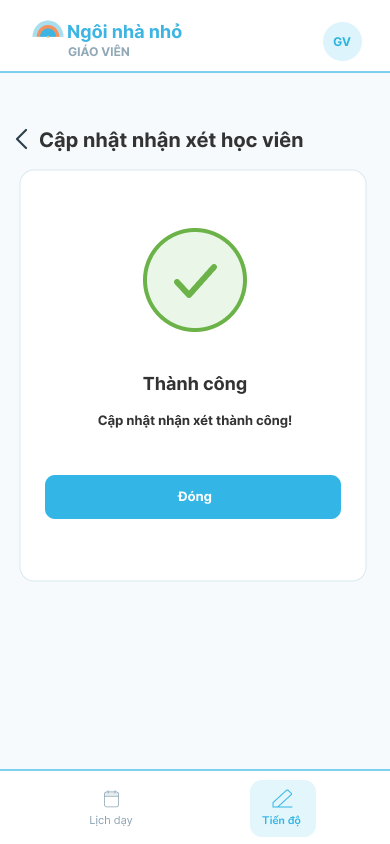 Ngôi nhà nhỏ
GIÁO VIÊN
GV
Cập nhật nhận xét học viên
Thành công
Cập nhật nhận xét thành công!
Đóng
Lịch dạy
Tiến độ